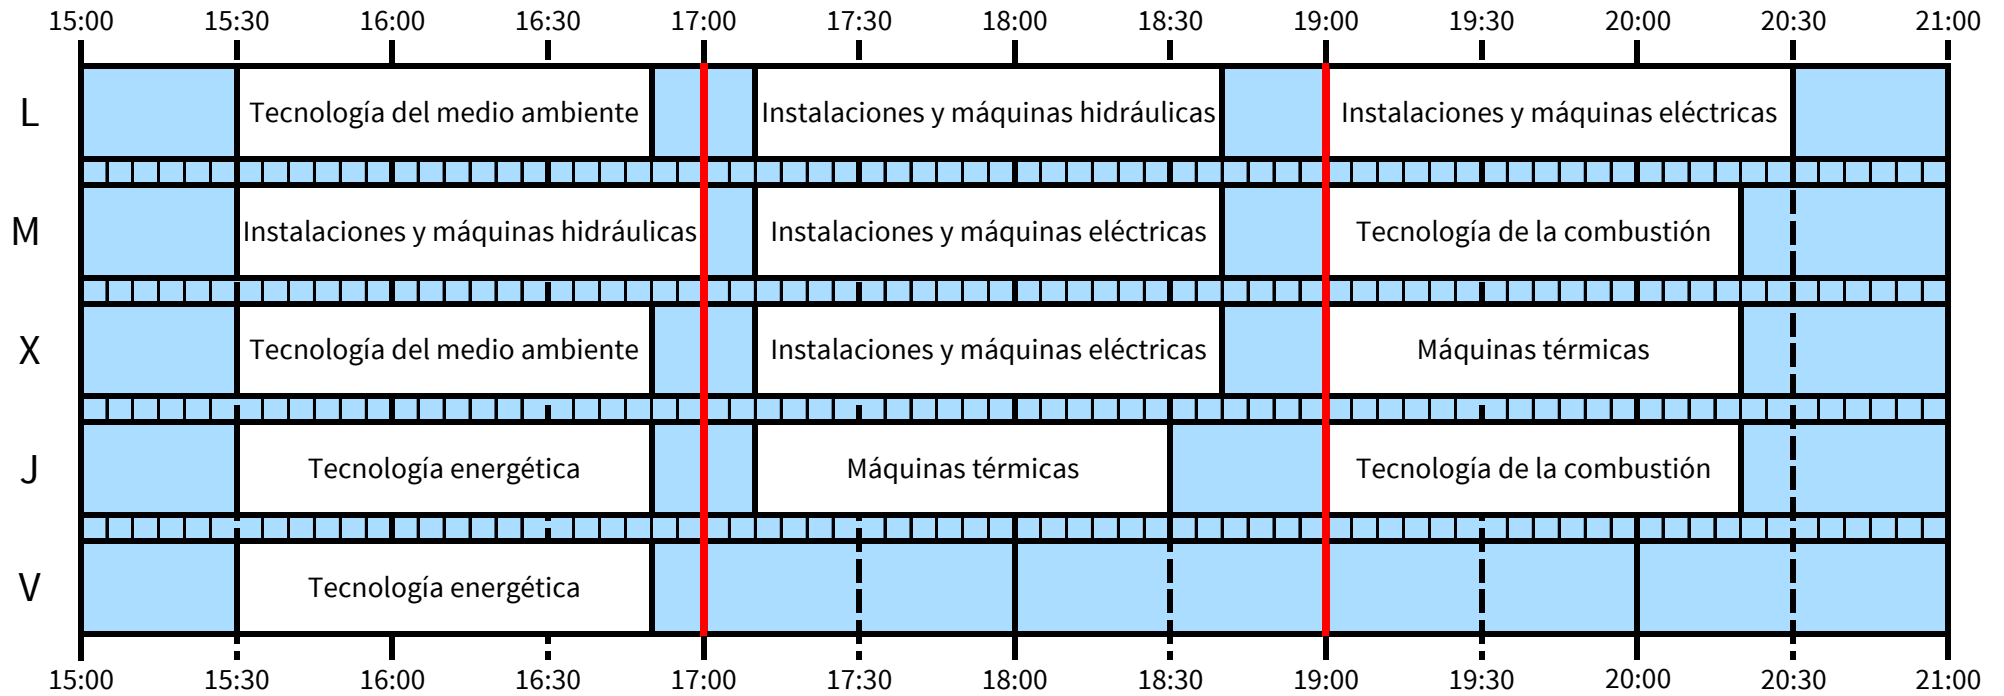 15:00 15:30 16:00 16:30 17:00 17:30 18:00 18:30 19:00 19:30 20:00 20:30 21:00
L Tecnología del medio ambiente Instalaciones y máquinas hidráulicas Instalaciones y máquinas eléctricas
M Instalaciones y máquinas hidráulicas Instalaciones y máquinas eléctricas Tecnología de la combustión
X Tecnología del medio ambiente Instalaciones y máquinas eléctricas Máquinas térmicas
J Tecnología energética Máquinas térmicas Tecnología de la combustión
V Tecnología energética
15:00 15:30 16:00 16:30 17:00 17:30 18:00 18:30 19:00 19:30 20:00 20:30 21:00